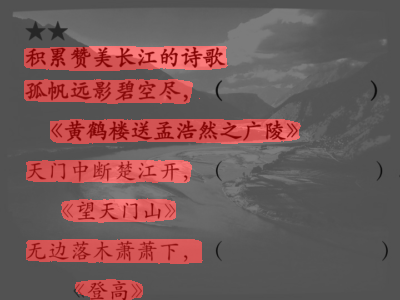 ★★
积累赞美长江的诗歌
孤帆远影碧空尽，（ ）
《黄鹤楼送孟浩然之广陵》
天门中断楚江开，（ ）
《望天门山》
无边落木萧萧下，（ ）
《登高》